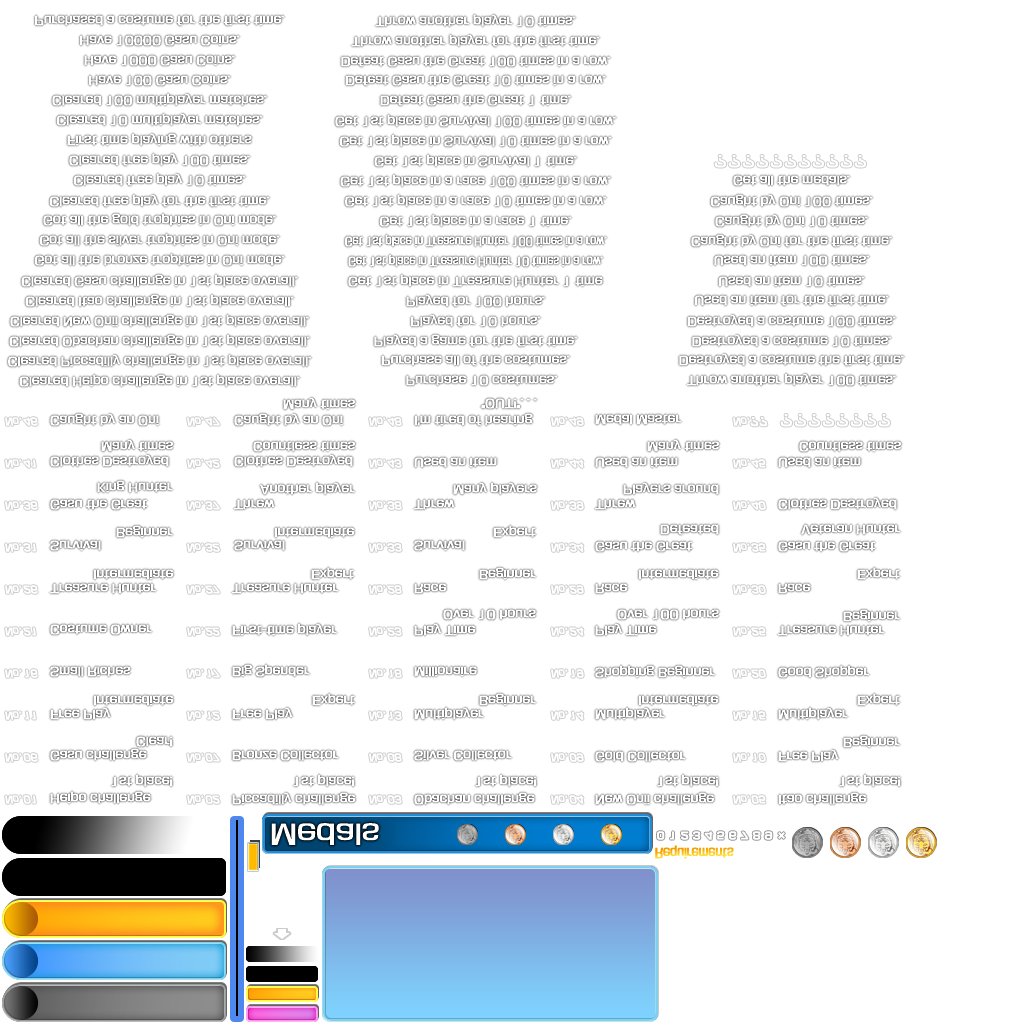 Requirements
Medals
0123456789×
No.01 Helpo challenge
1st place!
No.02 Piccadilly challenge
1st place!
No.03 Obachan challenge
1st place!
No.04 New Onii challenge
1st place!
No.05 Itao challenge
1st place!
No.06 Gasu challenge
Clear!
No.07 Bronze Collector
No.08 Silver Collector
No.09 Gold Collector
No.10 Free Play
Beginner
No.11 Free Play
Intermediate
No.12 Free Play
Expert
No.13 Multiplayer
Beginner
No.14 Multiplayer
Intermediate
No.15 Multiplayer
Expert
No.16 Small Riches
No.17 Big Spender
No.18 Millionaire
No.19 Shopping Beginner
No.20 Good Shopper
No.21 Costume Owner
No.22 First-time player
No.23 Play Time
Over 10 hours
No.24 Play Time
Over 100 hours
No.25 Treasure Hunter
Beginner
No.26 Treasure Hunter
Intermediate
No.27 Treasure Hunter
Expert
No.28 Race
Beginner
No.29 Race
Intermediate
No.30 Race
Expert
No.31 Survival
Beginner
No.32 Survival
Intermediate
No.33 Survival
Expert
No.34 Gasu the Great
Defeated
No.35 Gasu the Great
Veteran Hunter
No.36 Gasu the Great
King Hunter
No.37 Threw
Another player
No.38 Threw
Many players
No.39 Threw
Players around
No.40 Clothes Destroyed
No.41 Clothes Destroyed
Many times
No.42 Clothes Destroyed
Countless times
No.43 Used an item
No.44 Used an item
Many times
No.45 Used an item
Countless times
No.46 Caught by an Oni
No.47 Caught by an Oni
Many times
No.48 I'm tired of hearing
"OUT!"...
No.49 Medal Master
No.?? ????????
Cleared Helpo challenge in 1st place overall.
Cleared Piccadilly challenge in 1st place overall.
Cleared Obachan challenge in 1st place overall.
Cleared New Onii challenge in 1st place overall.
Cleared Itao challenge in 1st place overall.
Cleared Gasu challenge in 1st place overall.
Got all the bronze trophies in Oni mode.
Got all the silver trophies in Oni mode.
Got all the gold trophies in Oni mode.
Cleared free play for the first time.
Cleared free play 10 times.
Cleared free play 100 times.
First time playing with others
Cleared 10 multiplayer matches.
Cleared 100 multiplayer matches.
Have 100 Gasu Coins.
Have 1000 Gasu Coins.
Have 10000 Gasu Coins.
Purchased a costume for the first time.
Purchase 10 costumes.
Purchase all of the costumes.
Played a game for the first time.
Played for 10 hours.
Played for 100 hours.
Get 1st place in Treasure Hunter 1 time
Get 1st place in Treasure Hunter 10 times in a row.
Get 1st place in Treasure Hunter 100 times in a row.
Get 1st place in a race 1 time.
Get 1st place in a race 10 times in a row.
Get 1st place in a race 100 times in a row.
Get 1st place in Survival 1 time.
Get 1st place in Survival 10 times in a row.
Get 1st place in Survival 100 times in a row.
Defeat Gasu the Great 1 time.
Defeat Gasu the Great 10 times in a row.
Defeat Gasu the Great 100 times in a row.
Throw another player for the first time.
Throw another player 10 times.
Throw another player 100 times.
Destroyed a costume the first time.
Destroyed a costume 10 times.
Destroyed a costume 100 times.
Used an item for the first time.
Used an item 10 times.
Used an item 100 times.
Caught by Oni for the first time.
Caught by Oni 10 times.
Caught by Oni 100 times.
Get all the medals.
???????????